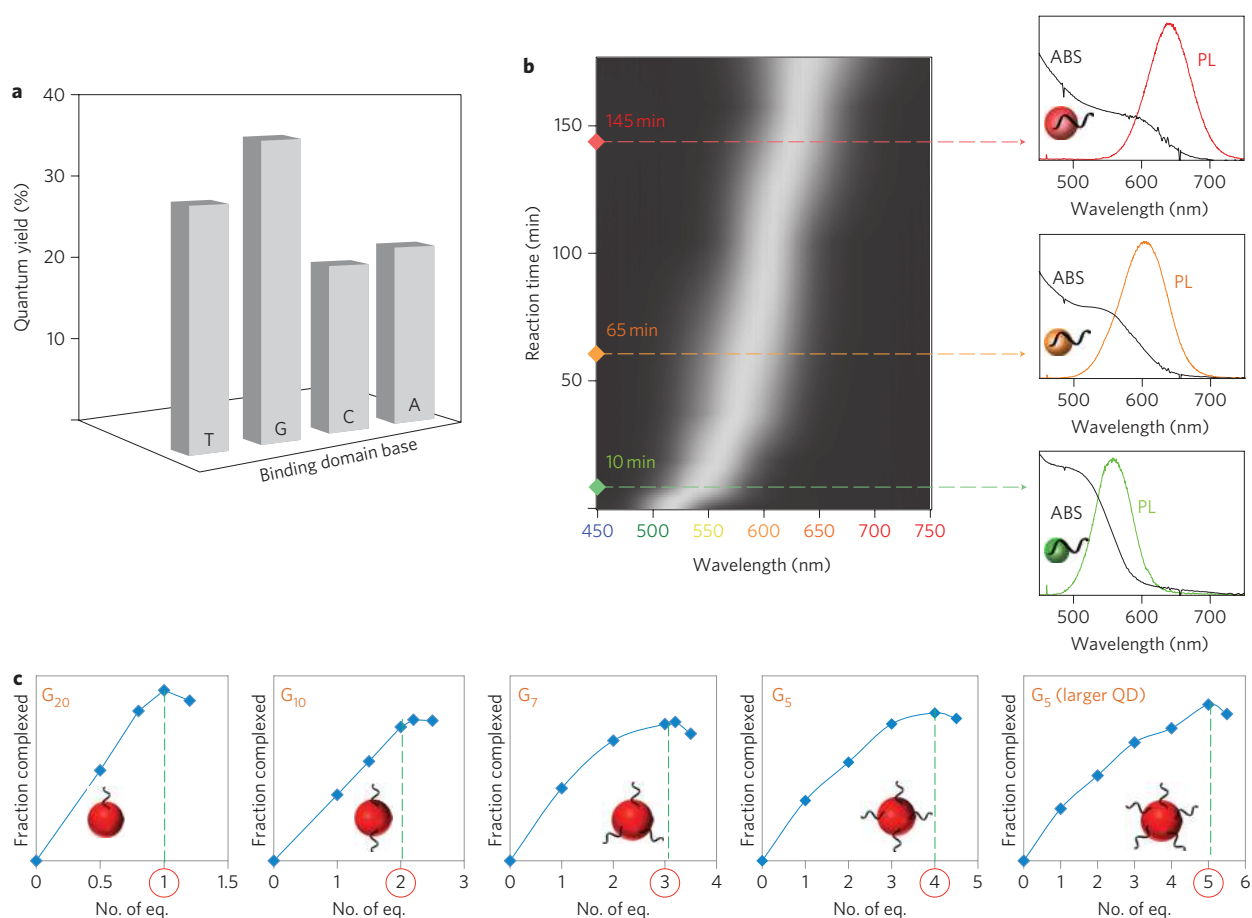 a
40
30
20
10
Quantum yield (%)
T
G
C
A
Binding domain base
b
150
100
50
Reaction time (min)
145 min
65 min
10 min
450 500 550 600 650 700 750
Wavelength (nm)
ABS
PL
500 600 700
Wavelength (nm)
ABS
PL
500 600 700
Wavelength (nm)
ABS
PL
500 600 700
Wavelength (nm)
c
Fraction complexed
G20
0 0.5 1 1.5
No. of eq.
Fraction complexed
G10
0 1 2 3
No. of eq.
Fraction complexed
G7
0 1 2 3 4
No. of eq.
Fraction complexed
G5
0 1 2 3 4 5
No. of eq.
Fraction complexed
G5 (larger QD)
0 1 2 3 4 5 6
No. of eq.